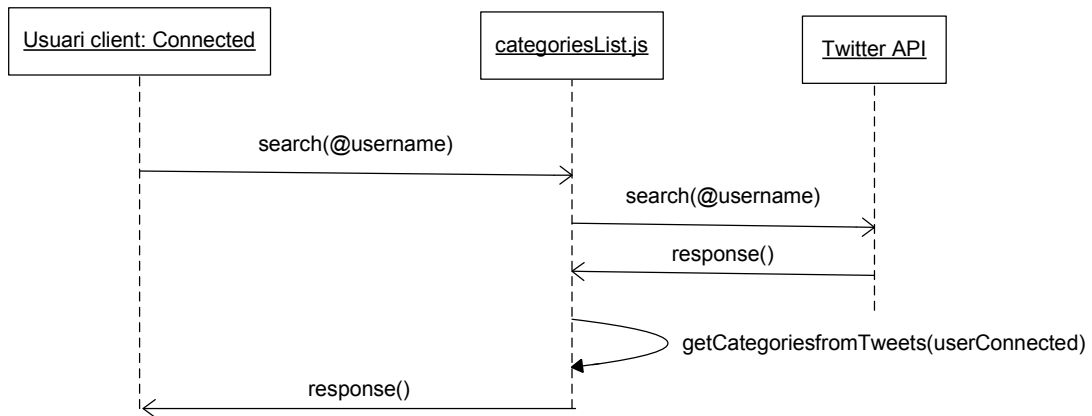 Usuari client: Connected
categoriesList.js
Twitter API
search(@username)
search(@username)
response()
getCategoriesfromTweets(userConnected)
response()